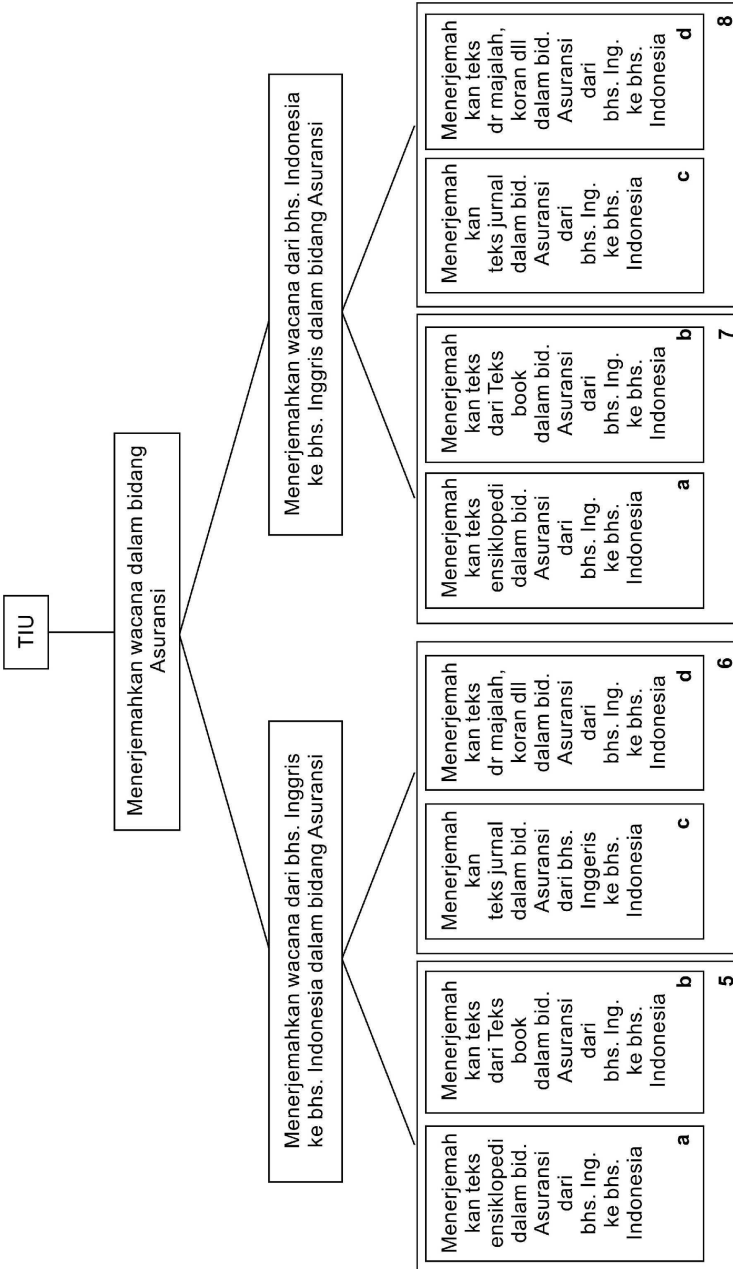 TIU
Menerjemahkan wacana dalam bidang
Asuransi
Menerjemahkan wacana dari bhs. Inggris
ke bhs. Indonesia dalam bidang Asuransi
Menerjemahkan wacana dari bhs. Indonesia
ke bhs. Inggris dalam bidang Asuransi
Menerjemah
kan teks
ensiklopedi
dalam bid.
Asuransi
dari
bhs. Ing.
ke bhs.
Indonesia
a
Menerjemah
kan teks
dari Teks
book
dalam bid.
Asuransi
dari
bhs. Ing.
ke bhs.
Indonesia
b
5
Menerjemah
kan
teks jurnal
dalam bid.
Asuransi
dari bhs.
Inggeris
ke bhs.
Indonesia
c
Menerjemah
kan teks
dr majalah,
koran dll
dalam bid.
Asuransi
dari
bhs. Ing.
ke bhs.
Indonesia
d
6
Menerjemah
kan teks
ensiklopedi
dalam bid.
Asuransi
dari
bhs. Ing.
ke bhs.
Indonesia
a
Menerjemah
kan teks
dari Teks
book
dalam bid.
Asuransi
dari
bhs. Ing.
ke bhs.
Indonesia
b
7
Menerjemah
kan
teks jurnal
dalam bid.
Asuransi
dari
bhs. Ing.
ke bhs.
Indonesia
c
Menerjemah
kan teks
dr majalah,
koran dll
dalam bid.
Asuransi
dari
bhs. Ing.
ke bhs.
Indonesia
d
8